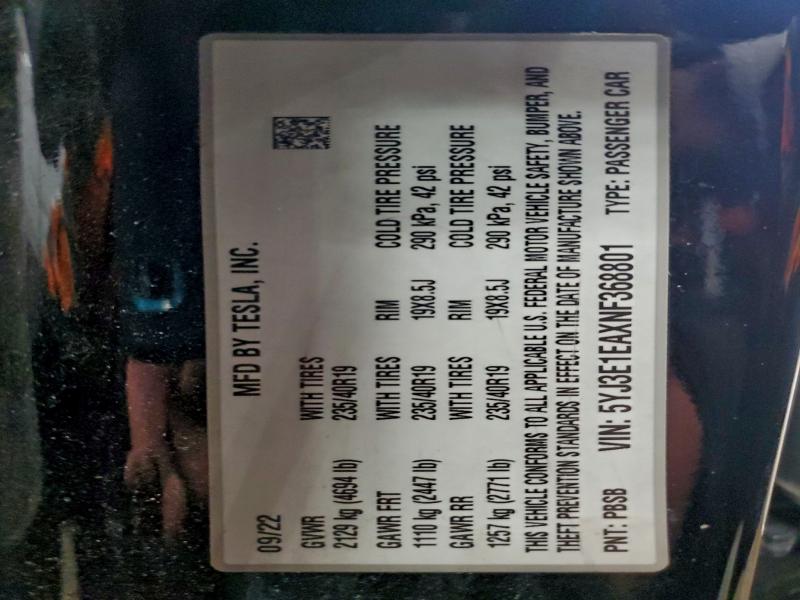 MFD BY TESLA, INC.
09/22
GVWR WITH TIRES
2129 kg (4694 lb) 235/40R19
GAWR FRT WITH TIRES RIM COLD TIRE PRESSURE
1110 kg (2447 lb) 235/40R19 19X8.5J 290 kPa, 42 psi
GAWR RR WITH TIRES RIM COLD TIRE PRESSURE
1257 kg (2771 lb) 235/40R19 19X8.5J 290 kPa, 42 psi
THIS VEHICLE CONFORMS TO ALL APPLICABLE U.S. FEDERAL MOTOR VEHICLE SAFETY, BUMPER, AND
THEFT PREVENTION STANDARDS IN EFFECT ON THE DATE OF MANUFACTURE SHOWN ABOVE.
PNT: PBSB VIN: 5YJ3E1EAXNF368801 TYPE: PASSENGER CAR